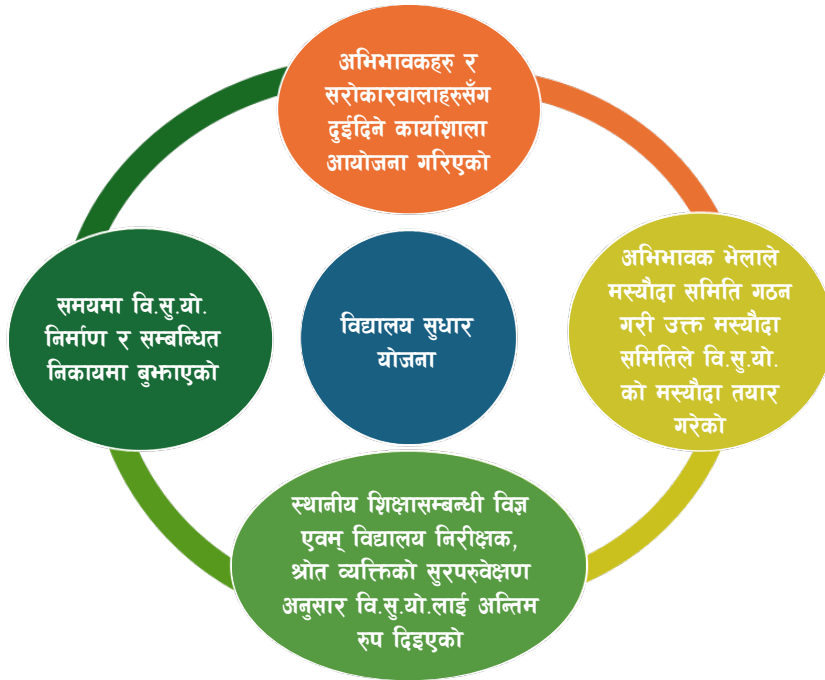 अभिभावकहरु र
सरोकारवालाहरुसँग
दुईदिने कार्याशाला
आयोजना गरिएको
अभिभावक भेलाले
मस्यौदा समिति गठन
गरी उक्त मस्यौदा
समितिले वि.सु.यो.
को मस्यौदा तयार
गरेको
स्थानीय शिक्षासम्बन्धी विज्ञ
एवम् विद्यालय निरीक्षक,
श्रोत व्यक्तिको सुरपरुवेक्षण
अनुसार वि.सु.यो.लाई अन्तिम
रुप दिइएको
समयमा वि.सु.यो.
निर्माण र सम्बन्धित
निकायमा बुझाएको
विद्यालय सुधार
योजना